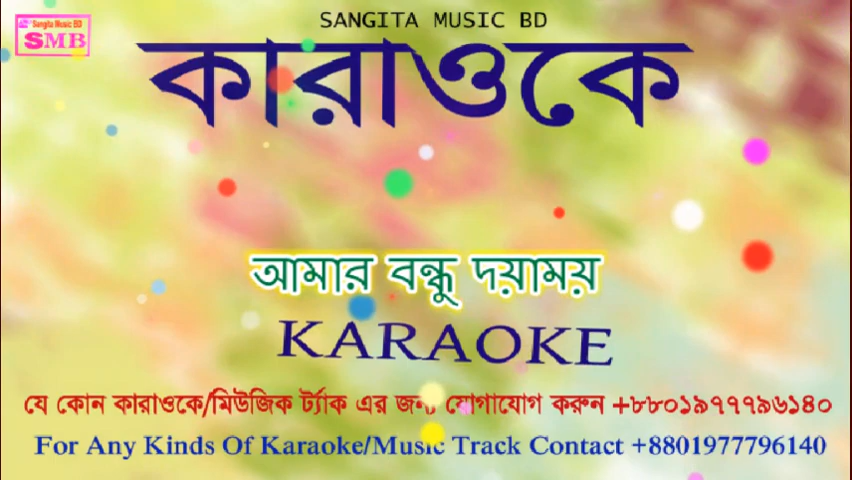 SANGITA MUSIC BD
Sangita Music BD
SMB
কারাওকে
আমার বন্ধু দয়াময়
KARAOKE
যে কোন কারাওকে/মিউজিক ট্যাক এর জন্য যোগাযোগ করুন +৮৮০১৯৭৭৭৯৬১৪০
For Any Kinds Of Karaoke/Music Track Contact +8801977796140